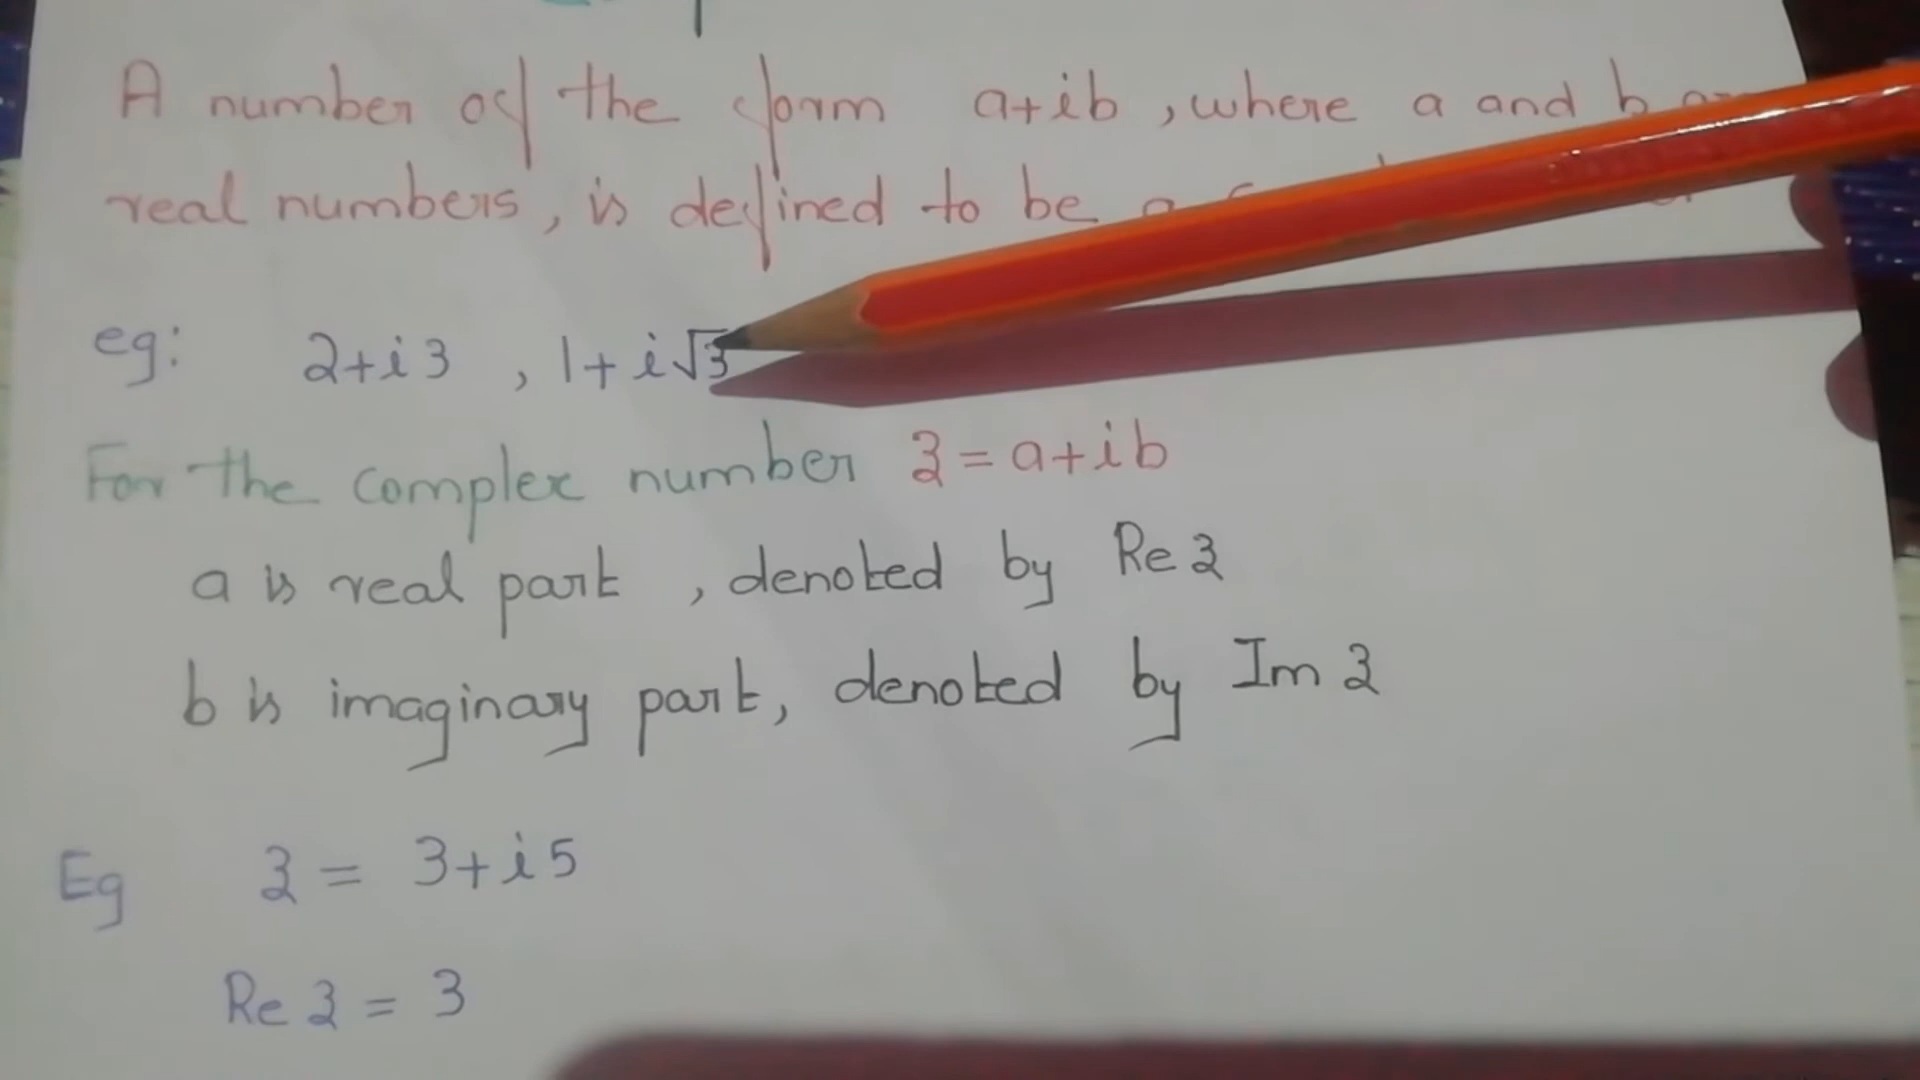 A number of the form a+ib, where a and b
real numbers, is defined to be a
eg: 2+i3 , 1+i√3
For the complex number z = a+ib
a is real part , denoted by Re z
b is imaginary part, denoted by Im z
Eg z = 3+i5
Re z = 3